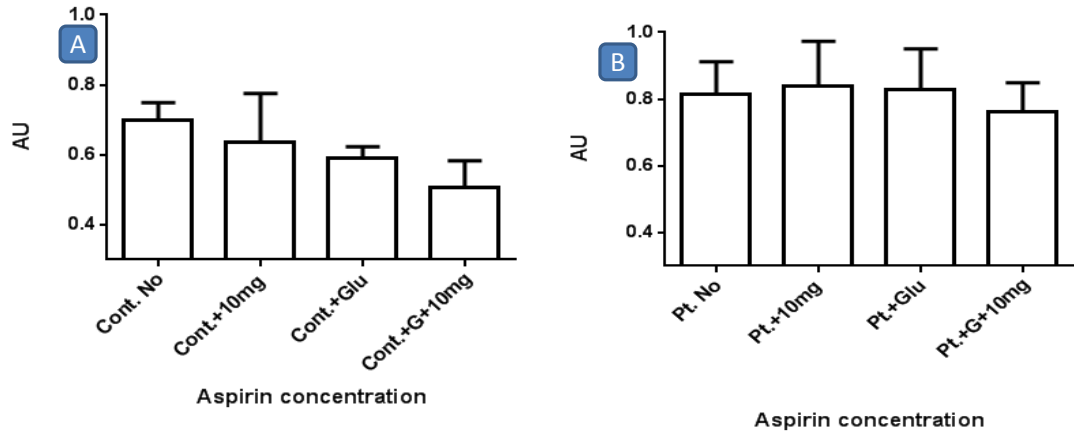 A
1.0
0.8
0.6
0.4
AU
Cont. No
Cont.+10mg
Cont.+Glu
Cont.+G+10mg
Aspirin concentration
B
1.0
0.8
0.6
0.4
AU
Pt. No
Pt.+10mg
Pt.+Glu
Pt.+G+10mg
Aspirin concentration